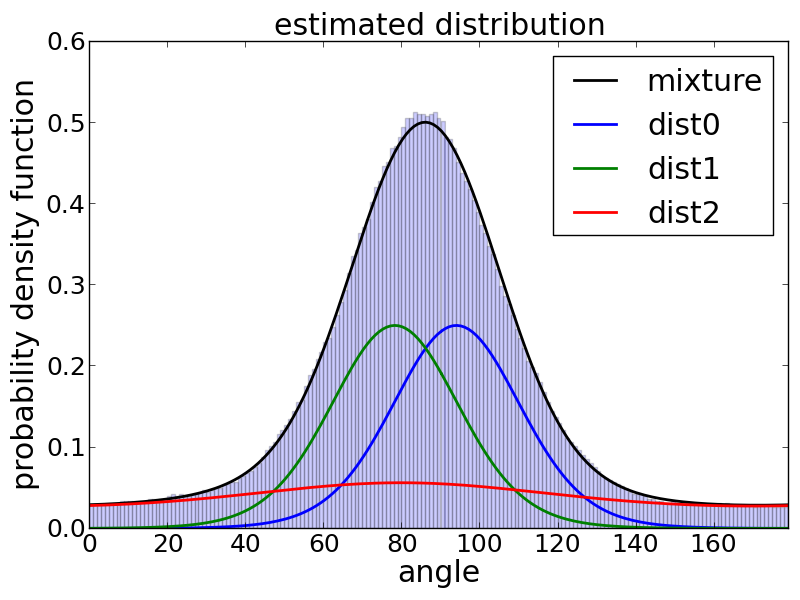 estimated distribution
probability density function
0.6
0.5
0.4
0.3
0.2
0.1
0.0
mixture
dist0
dist1
dist2
0 20 40 60 80 100 120 140 160
angle